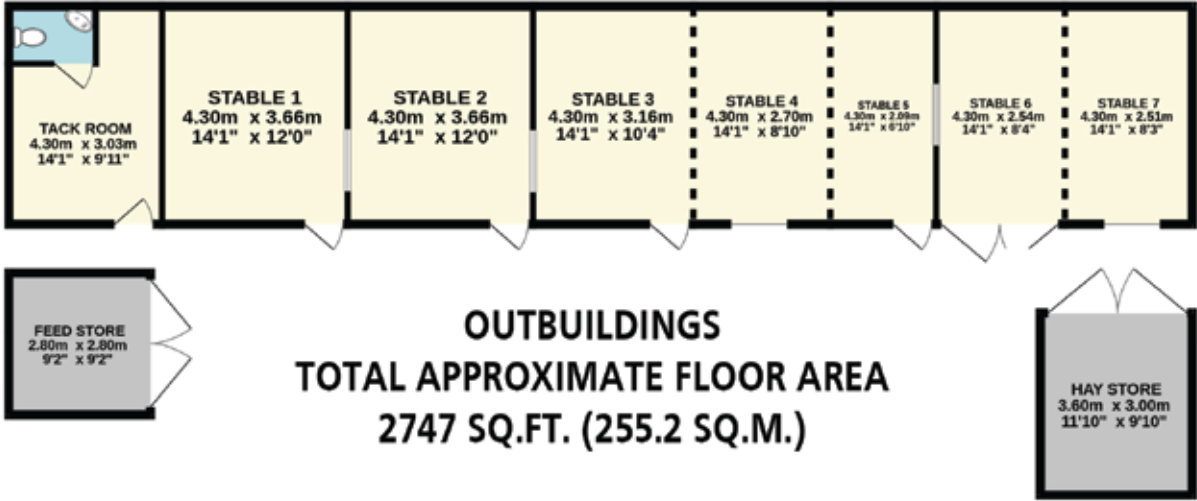 TACK ROOM
4.30m x 3.03m
14'1" x 9'11"
STABLE 1
4.30m x 3.66m
14'1" x 12'0"
STABLE 2
4.30m x 3.66m
14'1" x 12'0"
STABLE 3
4.30m x 3.16m
14'1" x 10'4"
STABLE 4
4.30m x 2.70m
14'1" x 8'10"
STABLE 5
4.30m x 2.09m
14'1" x 6'10"
STABLE 6
4.30m x 2.54m
14'1" x 8'4"
STABLE 7
4.30m x 2.51m
14'1" x 8'3"
FEED STORE
2.80m x 2.80m
9'2" x 9'2"
OUTBUILDINGS
TOTAL APPROXIMATE FLOOR AREA
2747 SQ.FT. (255.2 SQ.M.)
HAY STORE
3.60m x 3.00m
11'10" x 9'10"